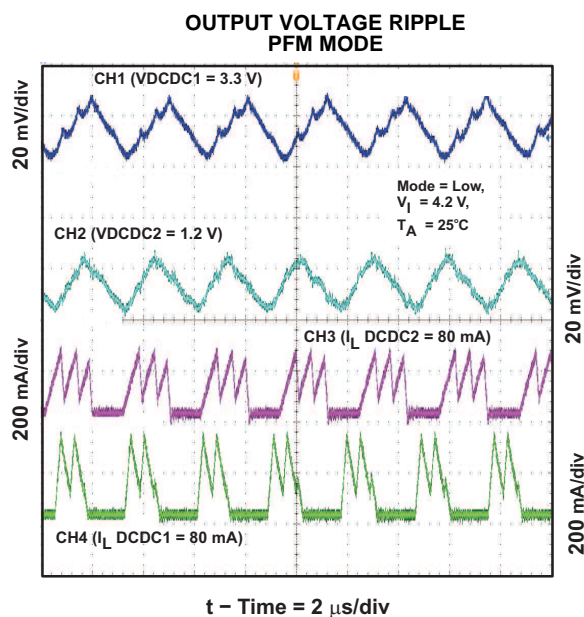 OUTPUT VOLTAGE RIPPLE
PFM MODE
CH1 (VDCDC1 = 3.3 V)
20 mV/div
Mode = Low,
V_I = 4.2 V,
T_A = 25°C
CH2 (VDCDC2 = 1.2 V)
20 mV/div
CH3 (I_L DCDC2 = 80 mA)
200 mA/div
200 mA/div
CH4 (I_L DCDC1 = 80 mA)
t − Time = 2 μs/div